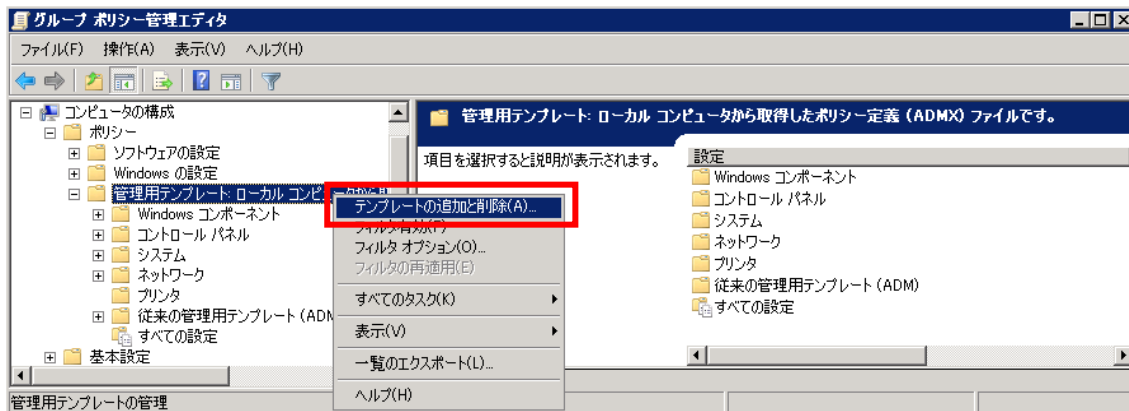 グループ ポリシー管理エディタ
ファイル(F) 操作(A) 表示(V) ヘルプ(H)
コンピュータの構成
ポリシー
ソフトウェアの設定
Windows の設定
管理用テンプレート: ローカル コンピュータから取
Windows コンポーネント
コントロール パネル
システム
ネットワーク
プリンタ
従来の管理用テンプレート (ADM
すべての設定
基本設定
テンプレートの追加と削除(A)...
フィルタ有効(F)
フィルタ オプション(O)...
フィルタの再適用(E)
すべてのタスク(K)
表示(V)
一覧のエクスポート(L)...
ヘルプ(H)
管理用テンプレート: ローカル コンピュータから取得したポリシー定義 (ADMX) ファイルです。
項目を選択すると説明が表示されます。
設定
Windows コンポーネント
コントロール パネル
システム
ネットワーク
プリンタ
従来の管理用テンプレート (ADM)
すべての設定
管理用テンプレートの管理